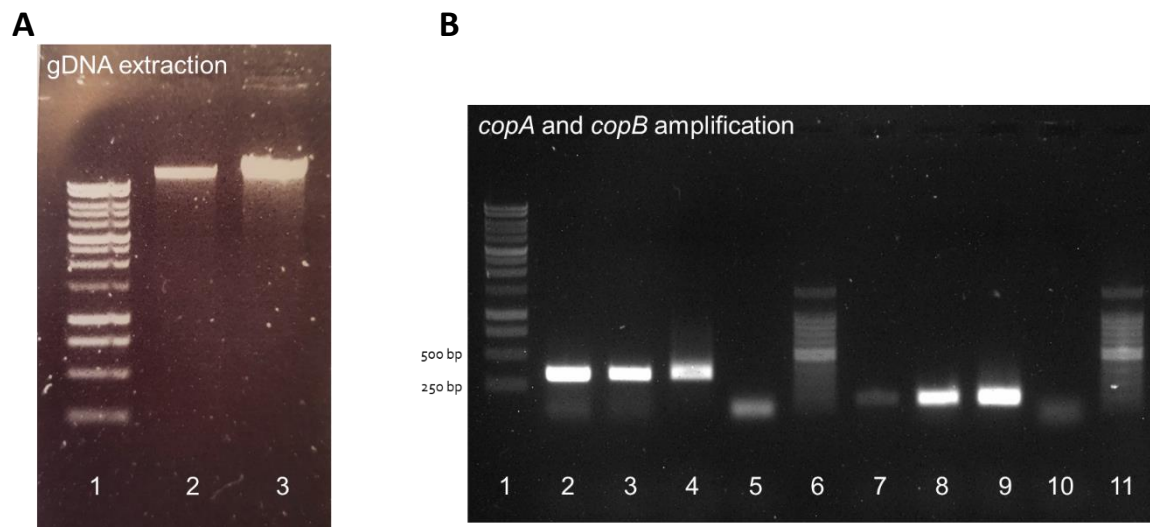 A
B
gDNA extraction
copA and copB amplification
500 bp
250 bp
1 2 3
1 2 3 4 5 6 7 8 9 10 11